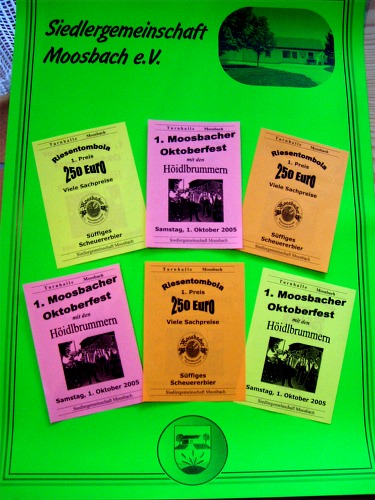 Siedlergemeinschaft
Moosbach e.V.
Turnhalle Moosbach
Riesentombola
1. Preis
250 Euro
Viele Sachpreise
Süffiges
Scheuererbier
Siedlergemeinschaft Moosbach
Turnhalle Moosbach
1. Moosbacher
Oktoberfest
mit den
Höidlbrummern
Samstag, 1. Oktober 2005
Siedlergemeinschaft Moosbach
Turnhalle Moosbach
Riesentombola
1. Preis
250 Euro
Viele Sachpreise
Süffiges
Scheuererbier
Siedlergemeinschaft Moosbach
Turnhalle Moosbach
1. Moosbacher
Oktoberfest
mit den
Höidlbrummern
Samstag, 1. Oktober 2005
Siedlergemeinschaft Moosbach
Turnhalle Moosbach
Riesentombola
1. Preis
250 Euro
Viele Sachpreise
Süffiges
Scheuererbier
Siedlergemeinschaft Moosbach
Turnhalle Moosbach
1. Moosbacher
Oktoberfest
mit den
Höidlbrummern
Samstag, 1. Oktober 2005
Siedlergemeinschaft Moosbach